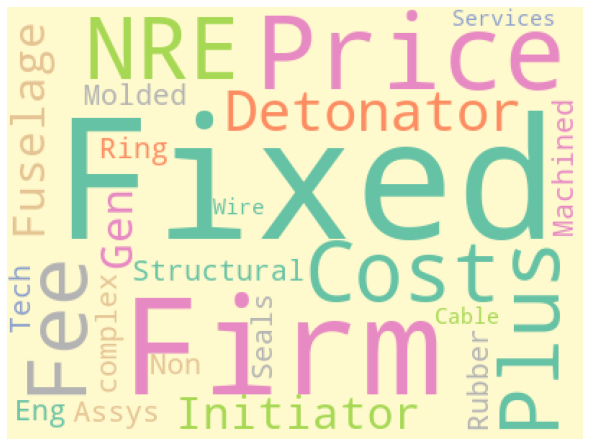 Services
NRE
Price
Fuselage
Molded
Detonator
Ring
Fixed
Machined
Gen
Wire
Structural
Cost
Plus
Tech
Fee
complex
Firm
Seals
Cable
Non
Rubber
Eng
Assys
Initiator